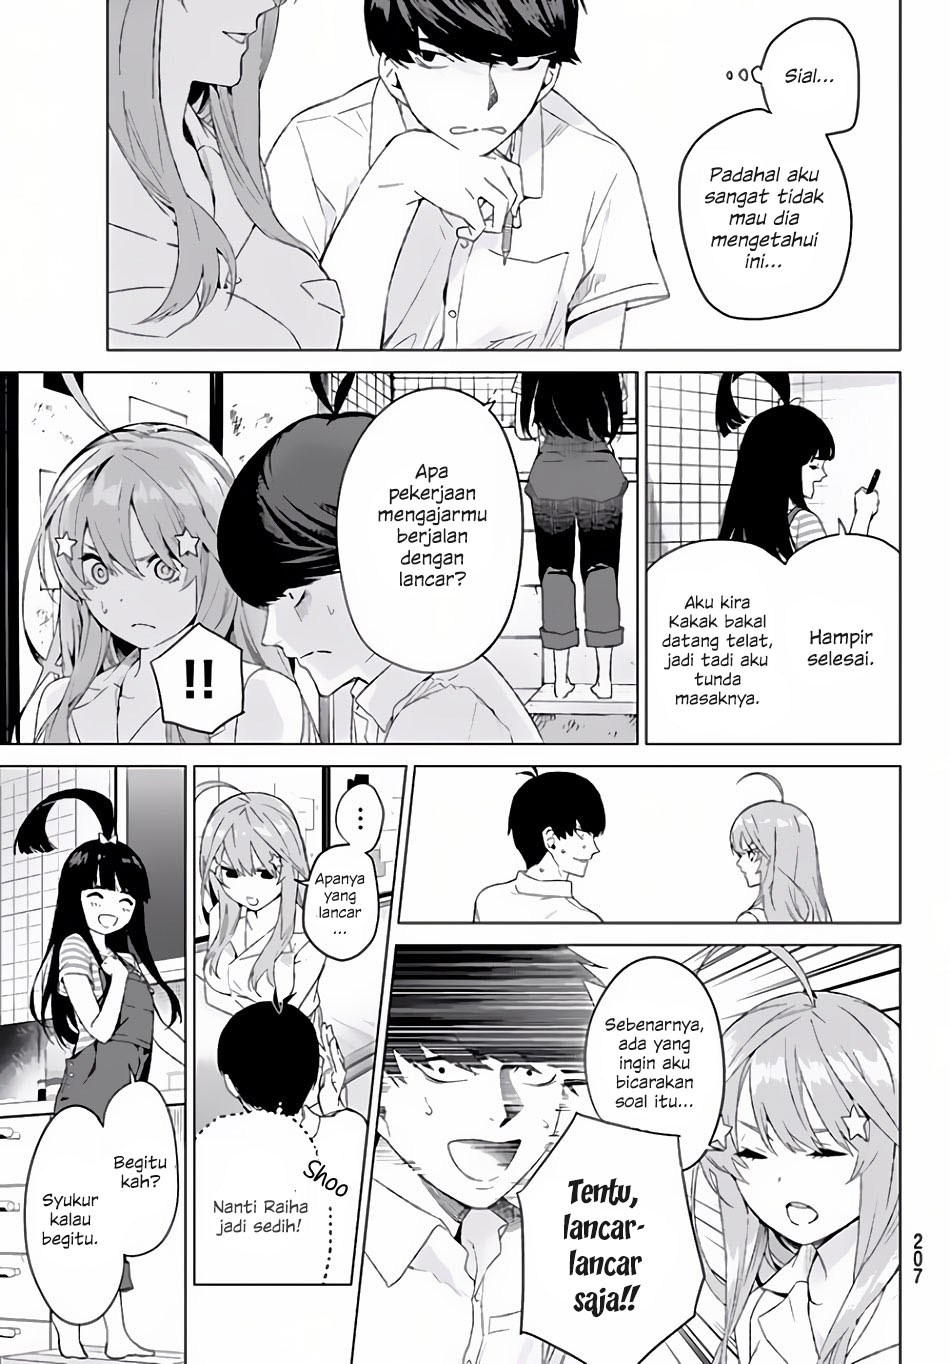 Sial...
Padahal aku
sangat tidak
mau dia
mengetahui
ini...
Hampir
selesai.
Aku kira
Kakak bakal
datang telat,
jadi tadi aku
tunda
masaknya.
Apa
pekerjaan
mengajarmu
berjalan
dengan
lancar?
!!
Sebenarnya,
ada yang
ingin aku
bicarakan
soal itu...
Tentu,
lancar-
lancar
saja!!
...
Apanya
yang
lancar
...
Shoo
Nanti Raiha
jadi sedih!
Begitu
kah?
Syukur
kalau
begitu.
207